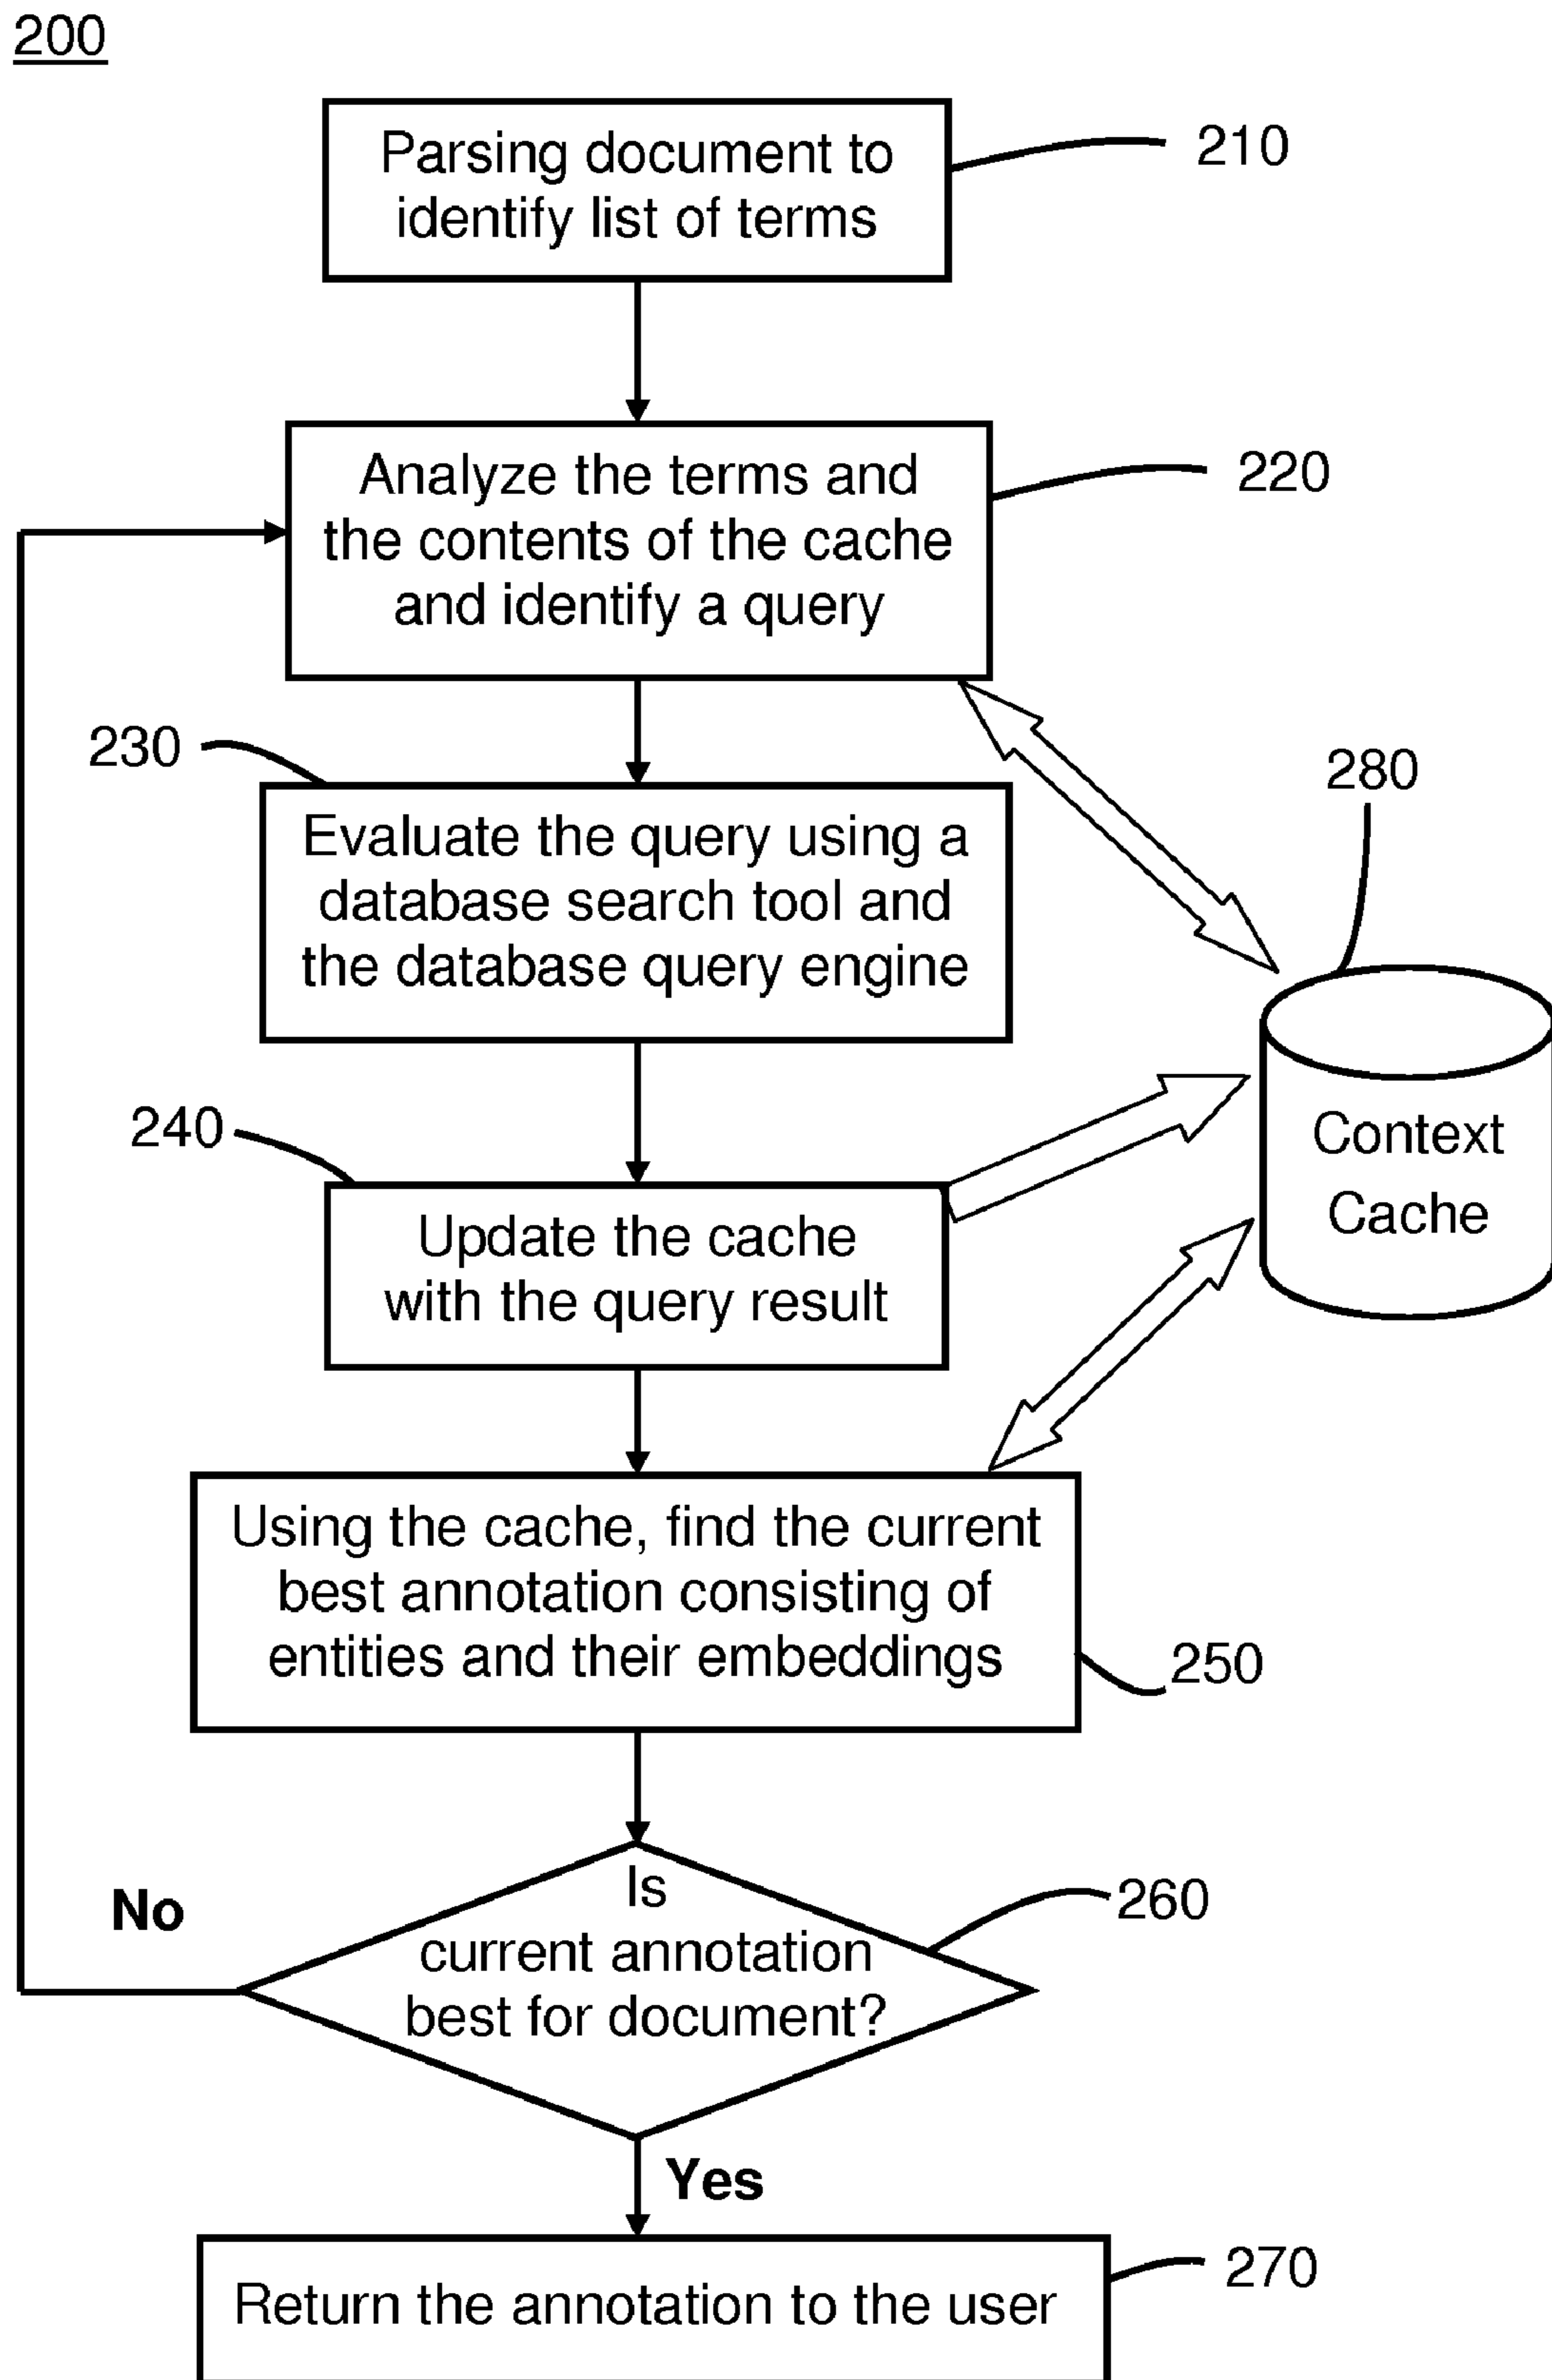 200
Parsing document to
identify list of terms
210
Analyze the terms and
the contents of the cache
and identify a query
220
230
Evaluate the query using a
database search tool and
the database query engine
280
240
Update the cache
with the query result
Context
Cache
Using the cache, find the current
best annotation consisting of
entities and their embeddings
250
No
Is
current annotation
best for document?
260
Yes
Return the annotation to the user
270